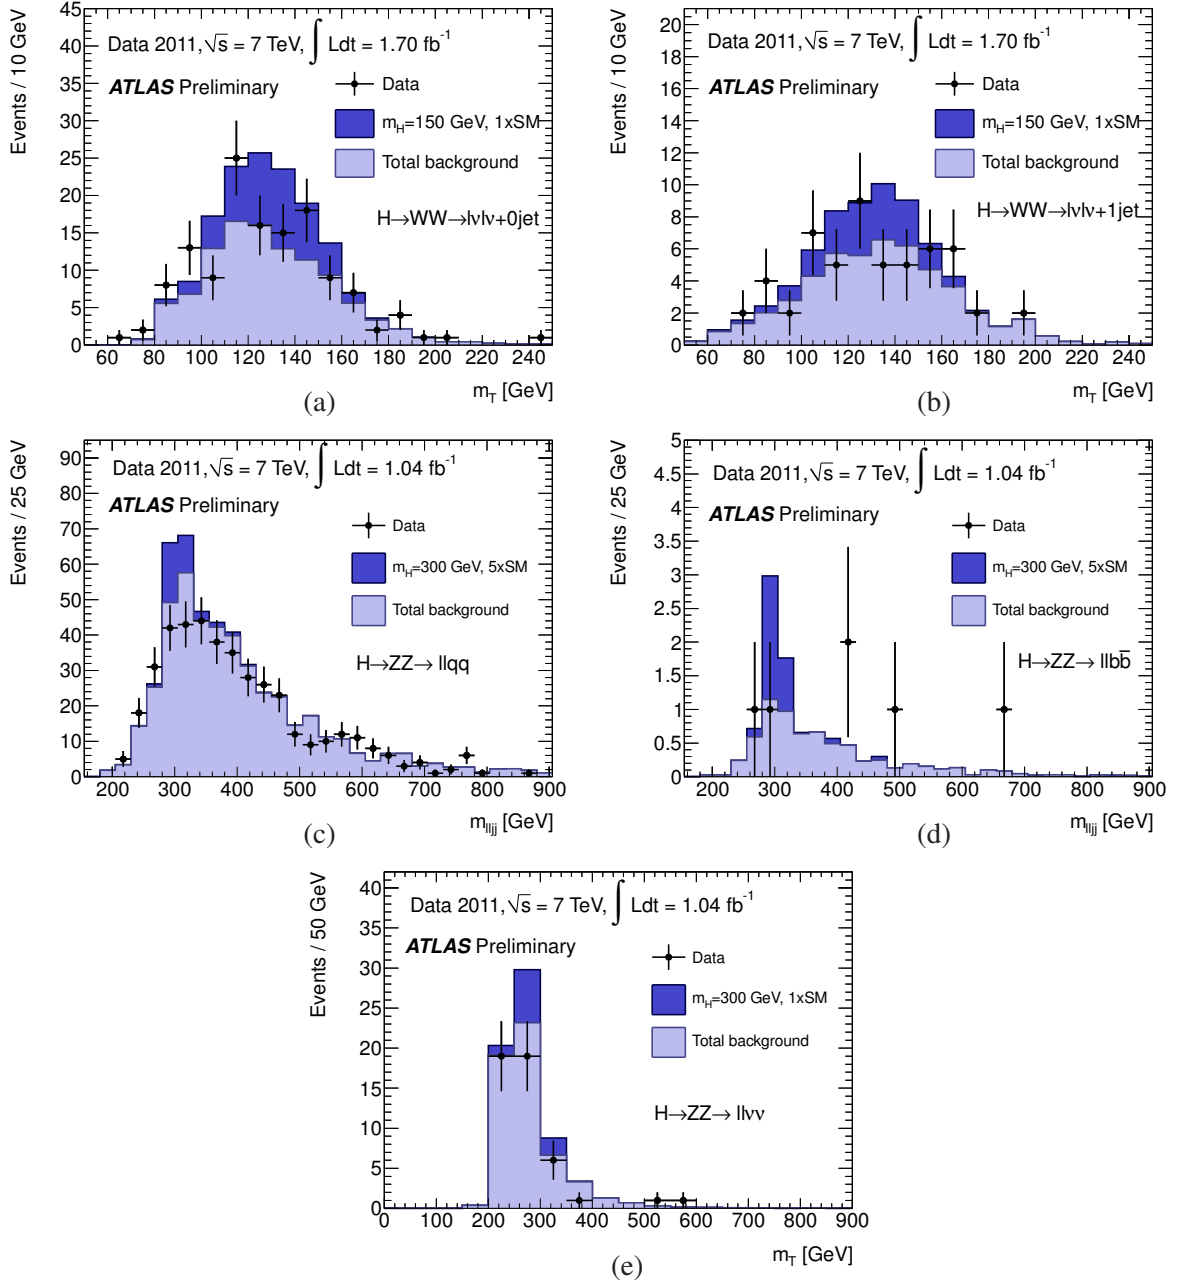 Events / 10 GeV
45
40
35
30
25
20
15
10
5
0
Data 2011, √s = 7 TeV, ∫ Ldt = 1.70 fb⁻¹
ATLAS Preliminary
Data
m_H=150 GeV, 1xSM
Total background
H→WW→lνlν+0jet
60 80 100 120 140 160 180 200 220 240
m_T [GeV]
(a)
Events / 10 GeV
20
18
16
14
12
10
8
6
4
2
0
Data 2011, √s = 7 TeV, ∫ Ldt = 1.70 fb⁻¹
ATLAS Preliminary
Data
m_H=150 GeV, 1xSM
Total background
H→WW→lνlν+1jet
60 80 100 120 140 160 180 200 220 240
m_T [GeV]
(b)
Events / 25 GeV
90
80
70
60
50
40
30
20
10
0
Data 2011, √s = 7 TeV, ∫ Ldt = 1.04 fb⁻¹
ATLAS Preliminary
Data
m_H=300 GeV, 5xSM
Total background
H→ZZ→ llqq
200 300 400 500 600 700 800 900
m_lljj [GeV]
(c)
Events / 25 GeV
5
4.5
4
3.5
3
2.5
2
1.5
1
0.5
0
Data 2011, √s = 7 TeV, ∫ Ldt = 1.04 fb⁻¹
ATLAS Preliminary
Data
m_H=300 GeV, 5xSM
Total background
H→ZZ→ llbb̅
200 300 400 500 600 700 800 900
m_lljj [GeV]
(d)
Events / 50 GeV
40
35
30
25
20
15
10
5
0
Data 2011, √s = 7 TeV, ∫ Ldt = 1.04 fb⁻¹
ATLAS Preliminary
Data
m_H=300 GeV, 1xSM
Total background
H→ZZ→ llνν
0 100 200 300 400 500 600 700 800 900
m_T [GeV]
(e)